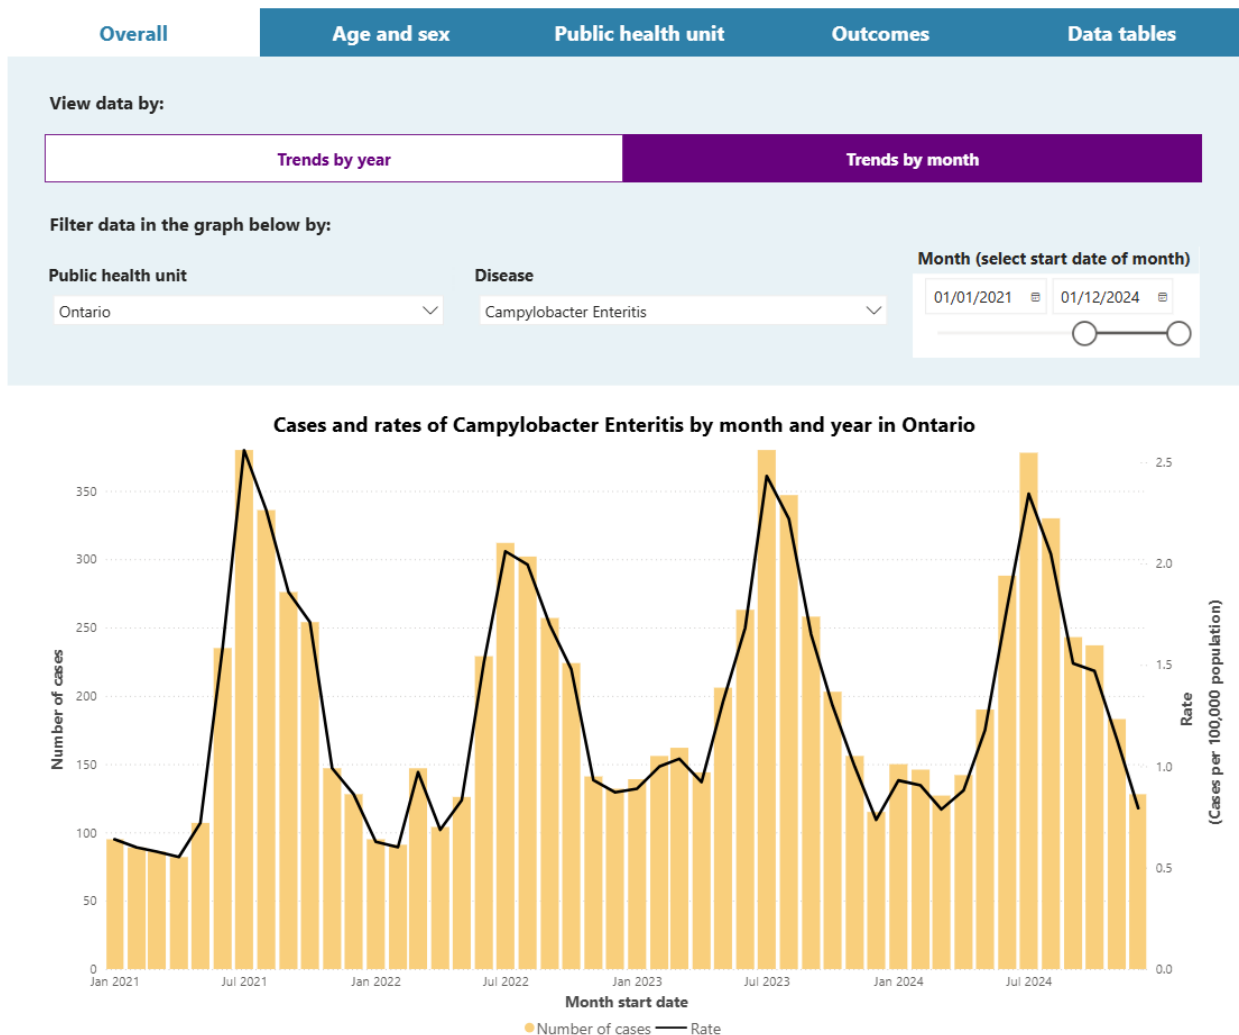 Overall Age and sex Public health unit Outcomes Data tables
View data by:
Trends by year Trends by month
Filter data in the graph below by:
Month (select start date of month)
Public health unit Disease
01/01/2021 01/12/2024
Ontario Campylobacter Enteritis
Cases and rates of Campylobacter Enteritis by month and year in Ontario
Number of cases
350
300
250
200
150
100
50
0
2.5
2.0
1.5
1.0
0.5
0.0
Rate
(Cases per 100,000 population)
Jan 2021 Jul 2021 Jan 2022 Jul 2022 Jan 2023 Jul 2023 Jan 2024 Jul 2024
Month start date
Number of cases Rate